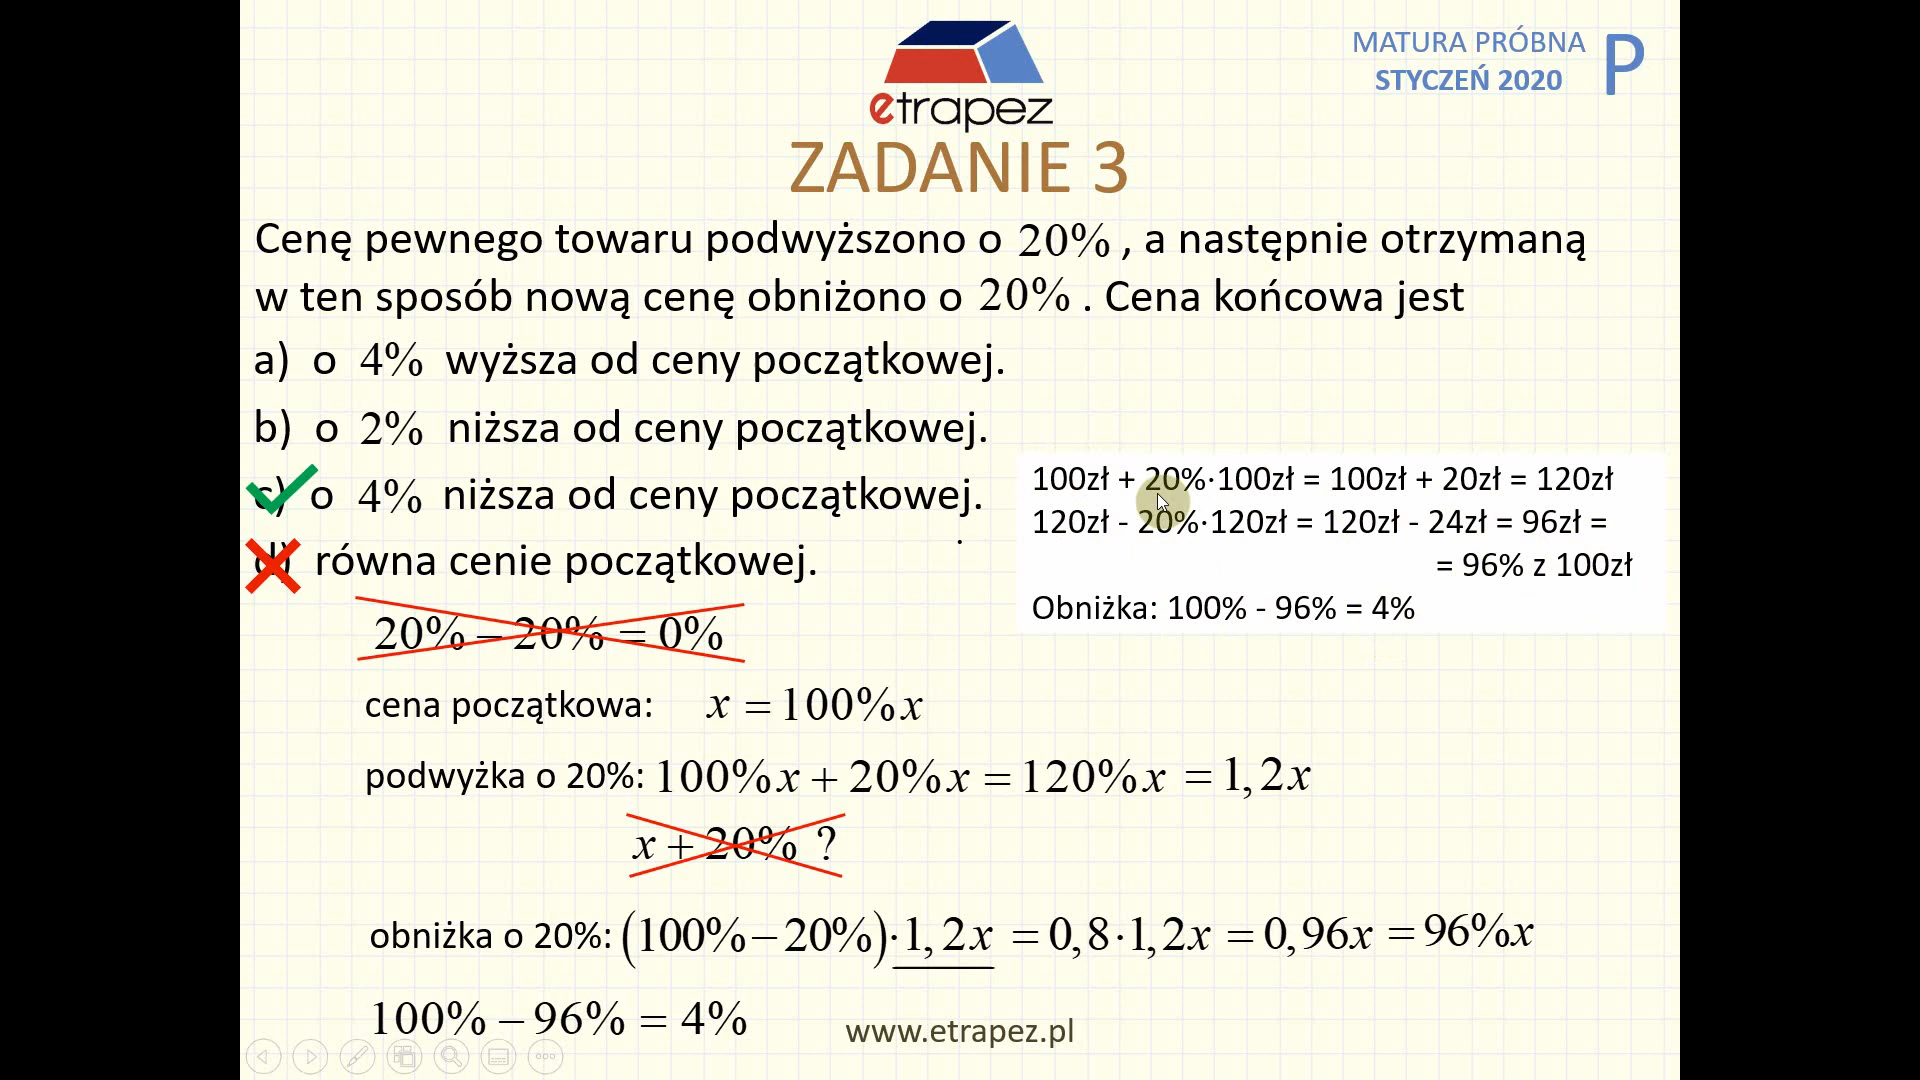 MATURA PRÓBNA P
STYCZEŃ 2020
etrapez
ZADANIE 3
Cenę pewnego towaru podwyższono o 20% , a następnie otrzymaną
w ten sposób nową cenę obniżono o 20% . Cena końcowa jest
a) o 4% wyższa od ceny początkowej.
b) o 2% niższa od ceny początkowej.
c) o 4% niższa od ceny początkowej.
d) równa cenie początkowej.
100zł + 20%·100zł = 100zł + 20zł = 120zł
120zł - 20%·120zł = 120zł - 24zł = 96zł =
= 96% z 100zł
Obniżka: 100% - 96% = 4%
20% – 20% = 0%
cena początkowa: x = 100%x
podwyżka o 20%: 100%x + 20%x = 120%x = 1,2x
x + 20% ?
obniżka o 20%: (100% – 20%)·1,2x = 0,8·1,2x = 0,96x = 96%x
100% – 96% = 4%
www.etrapez.pl